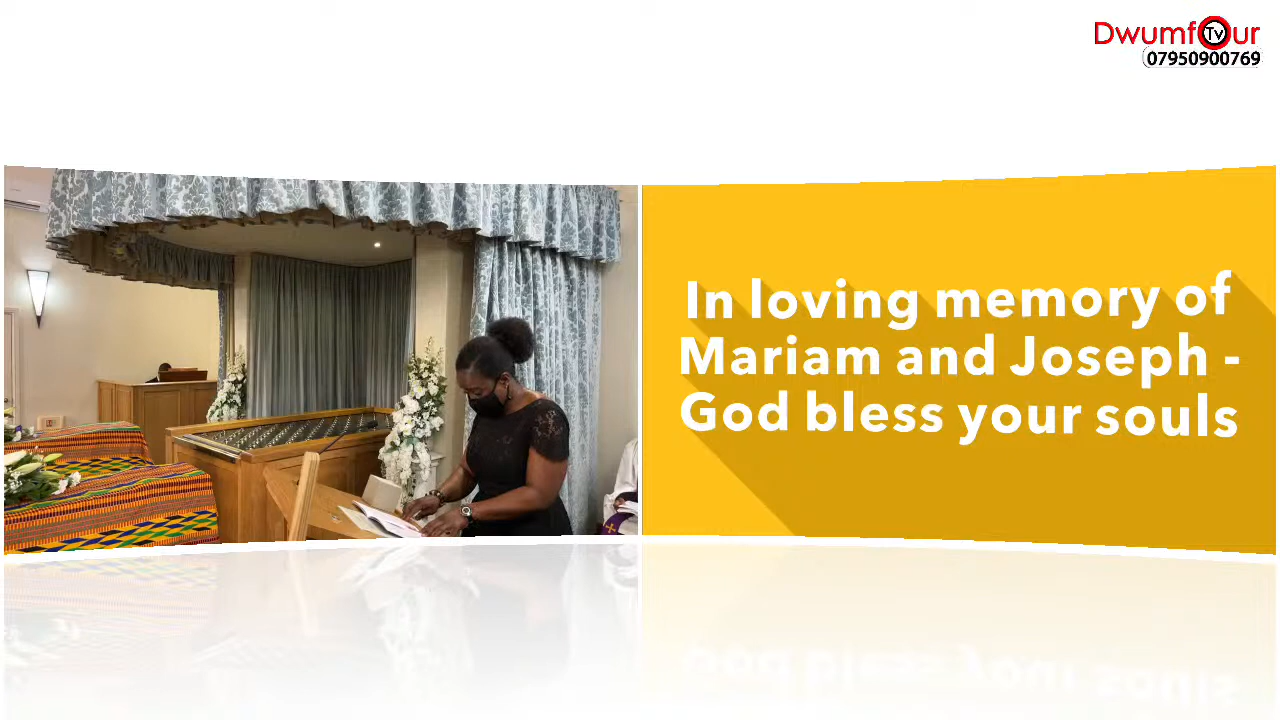 Dwumfour
Tv
07950900769
In loving memory of
Mariam and Joseph -
God bless your souls